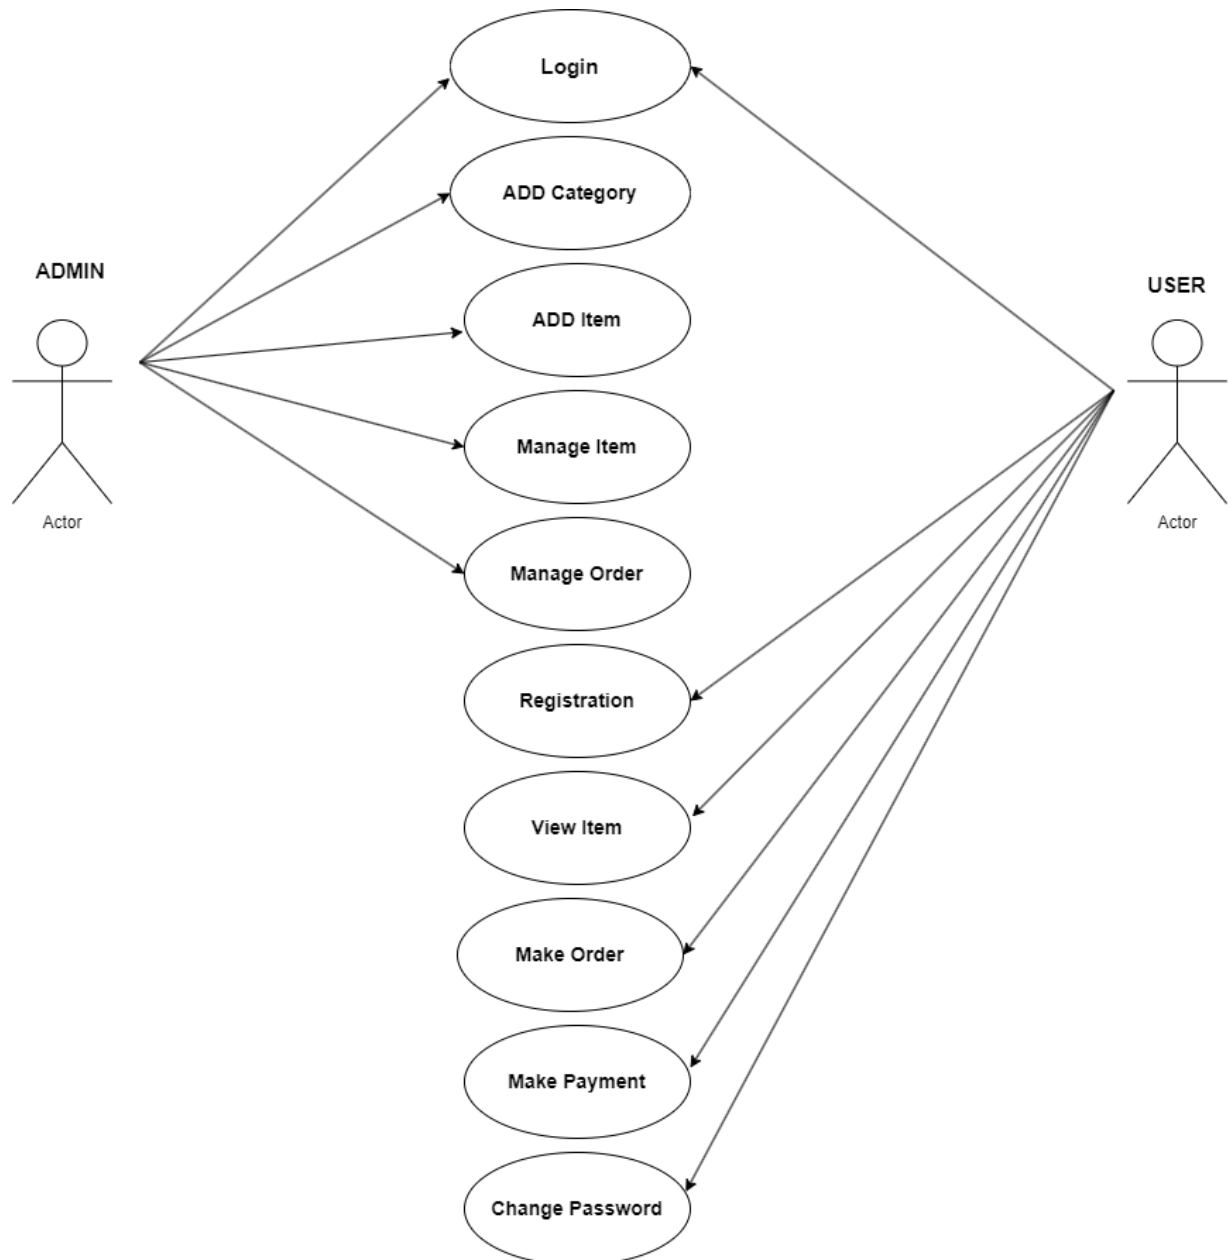 Login
ADD Category
ADMIN
USER
ADD Item
Manage Item
Actor
Actor
Manage Order
Registration
View Item
Make Order
Make Payment
Change Password